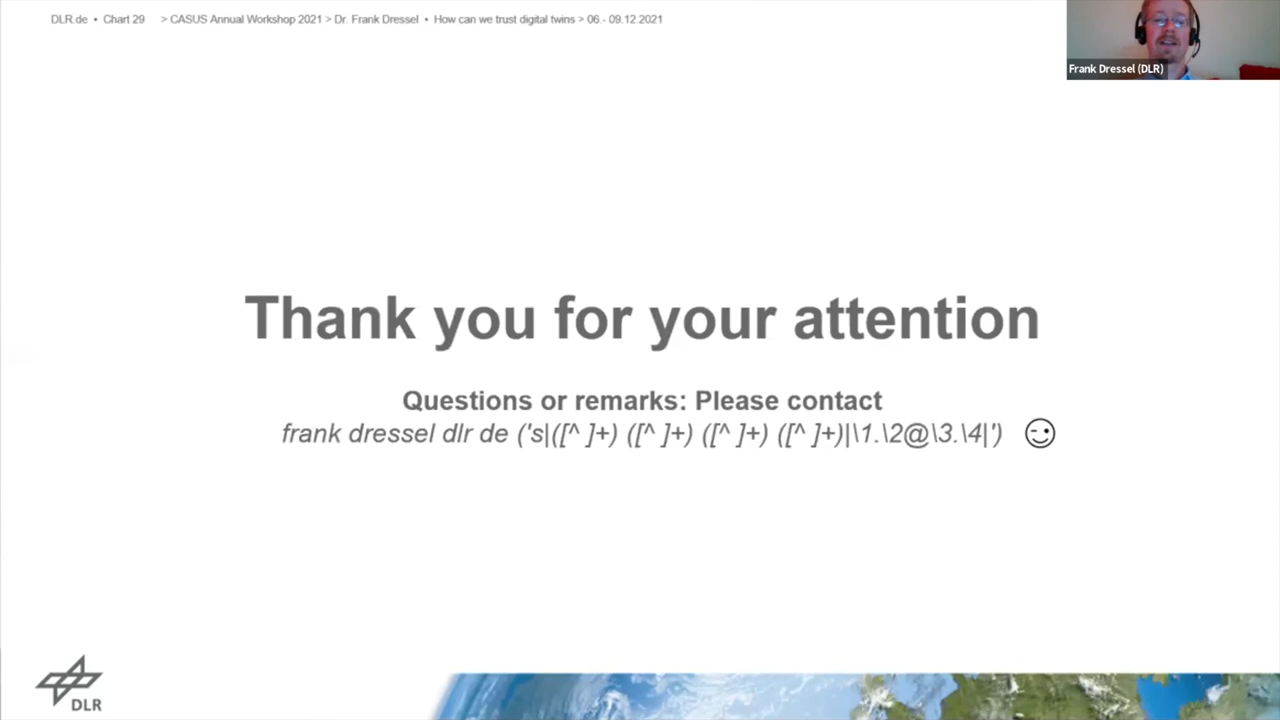 DLR.de • Chart 29 > CASUS Annual Workshop 2021 > Dr. Frank Dressel • How can we trust digital twins > 06.- 09.12.2021
Frank Dressel (DLR)
Thank you for your attention
Questions or remarks: Please contact
frank dressel dlr de ('s|([^ ]+) ([^ ]+) ([^ ]+) ([^ ]+)|\1.\2@\3.\4|')
DLR